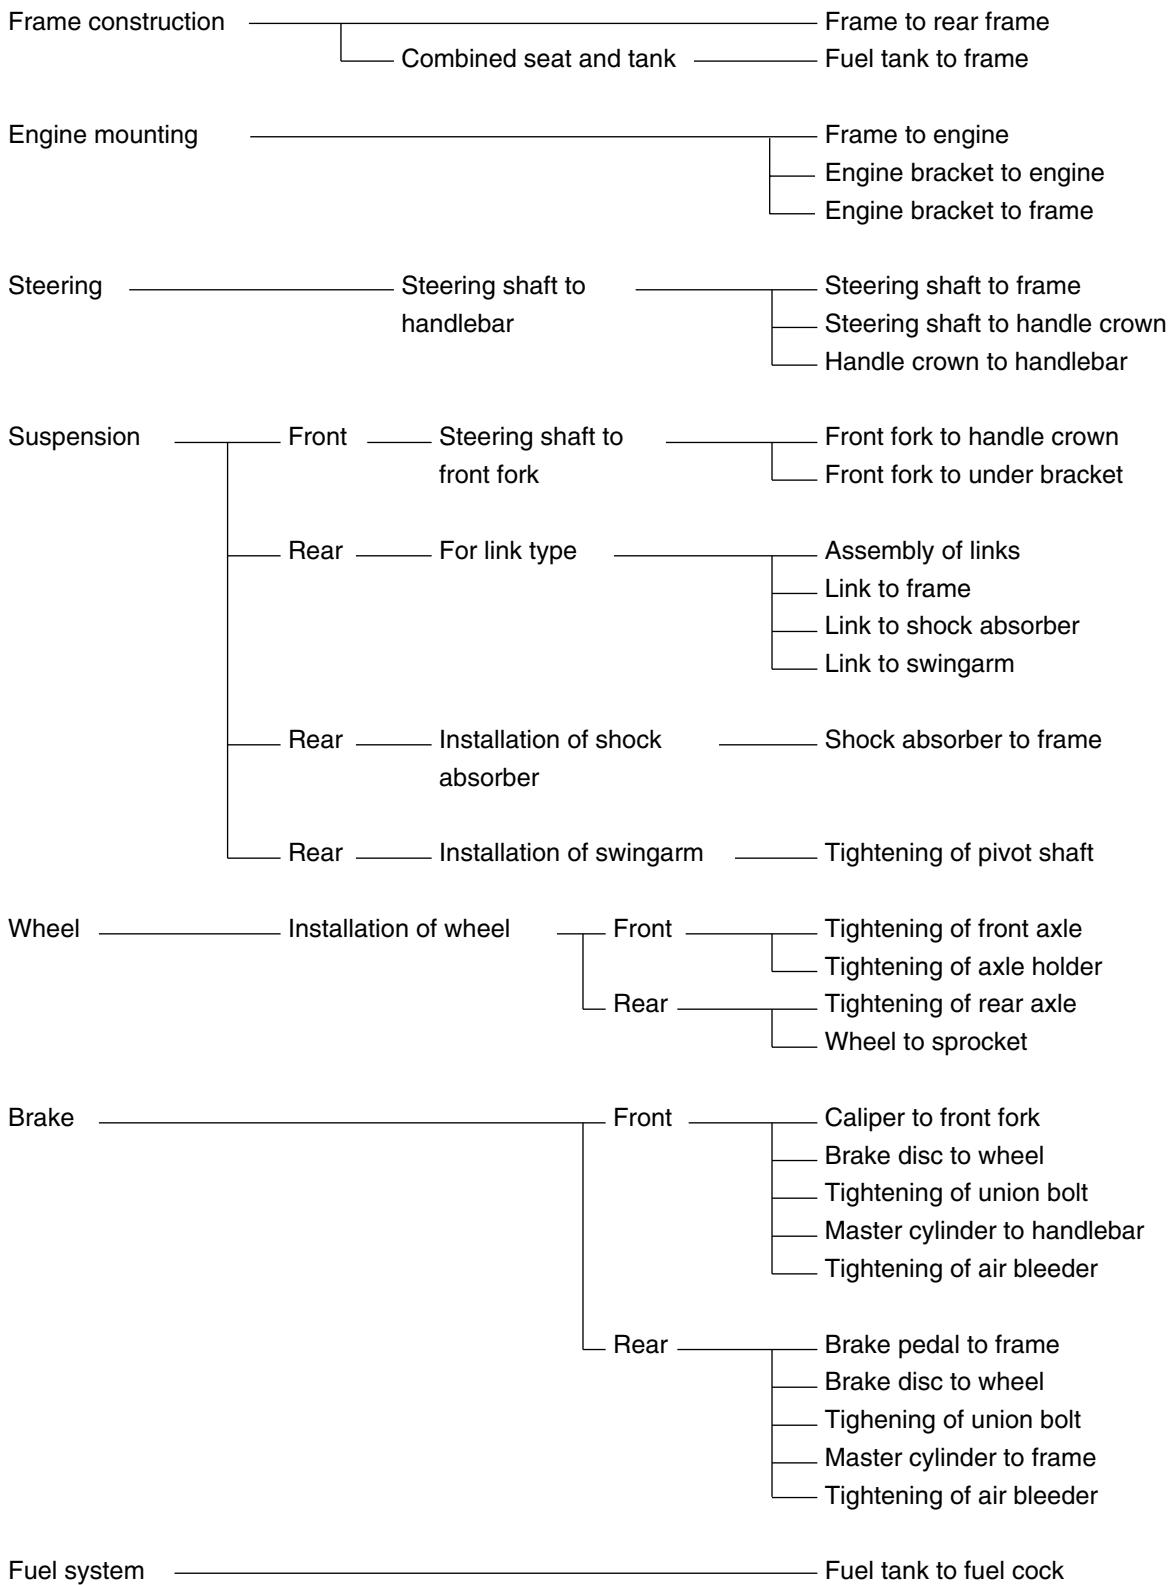 Frame construction Frame to rear frame
Combined seat and tank Fuel tank to frame
Engine mounting Frame to engine
Engine bracket to engine
Engine bracket to frame
Steering Steering shaft to Steering shaft to frame
handlebar Steering shaft to handle crown
Handle crown to handlebar
Suspension Front Steering shaft to Front fork to handle crown
front fork Front fork to under bracket
Rear For link type Assembly of links
Link to frame
Link to shock absorber
Link to swingarm
Rear Installation of shock Shock absorber to frame
absorber
Rear Installation of swingarm Tightening of pivot shaft
Wheel Installation of wheel Front Tightening of front axle
Tightening of axle holder
Rear Tightening of rear axle
Wheel to sprocket
Brake Front Caliper to front fork
Brake disc to wheel
Tightening of union bolt
Master cylinder to handlebar
Tightening of air bleeder
Rear Brake pedal to frame
Brake disc to wheel
Tighening of union bolt
Master cylinder to frame
Tightening of air bleeder
Fuel system Fuel tank to fuel cock